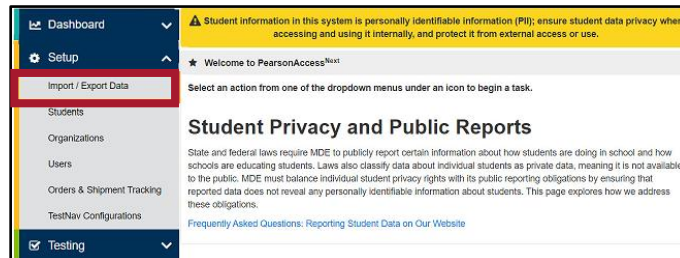 Dashboard
Setup
Import / Export Data
Students
Organizations
Users
Orders & Shipment Tracking
TestNav Configurations
Testing
Student information in this system is personally identifiable information (PII); ensure student data privacy when
accessing and using it internally, and protect it from external access or use.
Welcome to PearsonAccessNext
Select an action from one of the dropdown menus under an icon to begin a task.
Student Privacy and Public Reports
State and federal laws require MDE to publicly report certain information about how students are doing in school and how
schools are educating students. Laws also classify data about individual students as private data, meaning it is not available
to the public. MDE must balance individual student privacy rights with its public reporting obligations by ensuring that
reported data does not reveal any personally identifiable information about students. This page explores how we address
these obligations.
Frequently Asked Questions: Reporting Student Data on Our Website